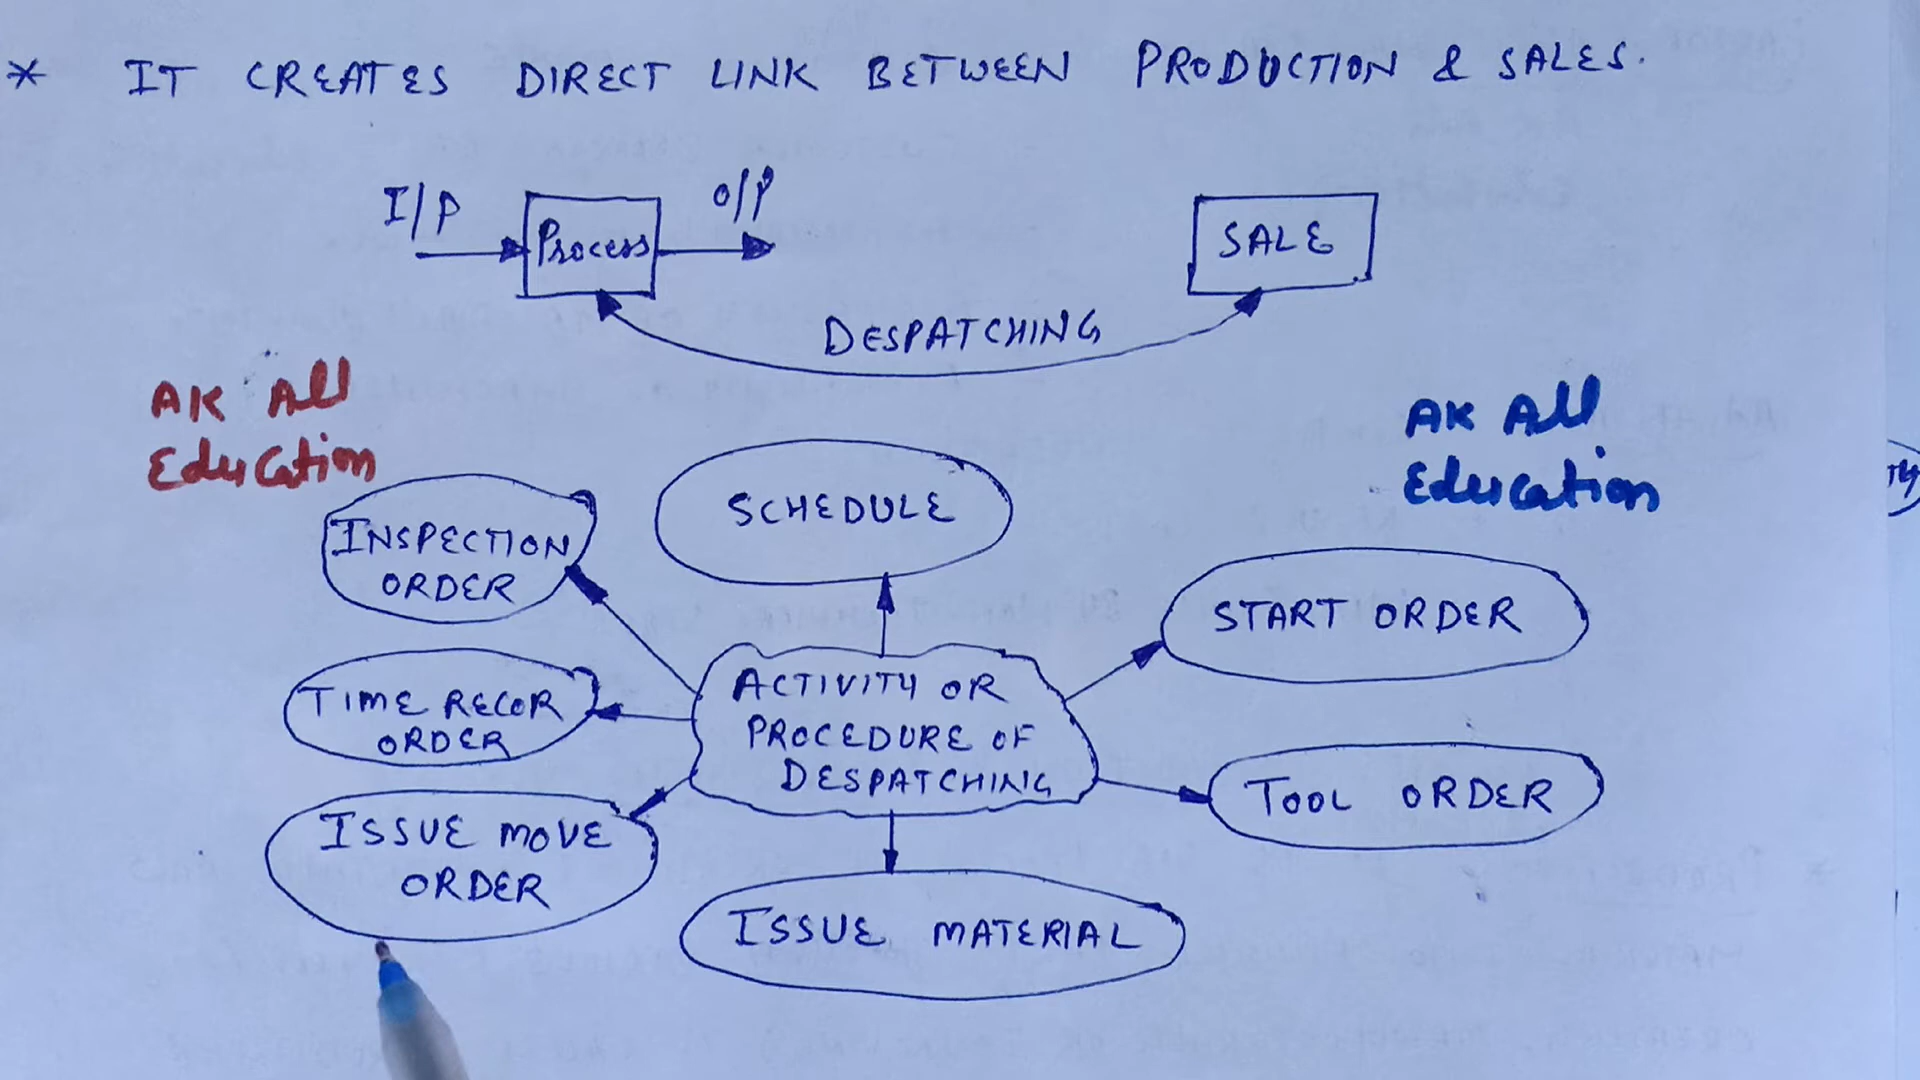 * IT CREATES DIRECT LINK BETWEEN PRODUCTION & SALES.
I/P
Process
O/P
SALE
DESPATCHING
AK All
Education
AK All
Education
INSPECTION
ORDER
SCHEDULE
START ORDER
TIME RECOR
ORDER
ACTIVITY OR
PROCEDURE OF
DESPATCHING
TOOL ORDER
ISSUE MOVE
ORDER
ISSUE MATERIAL